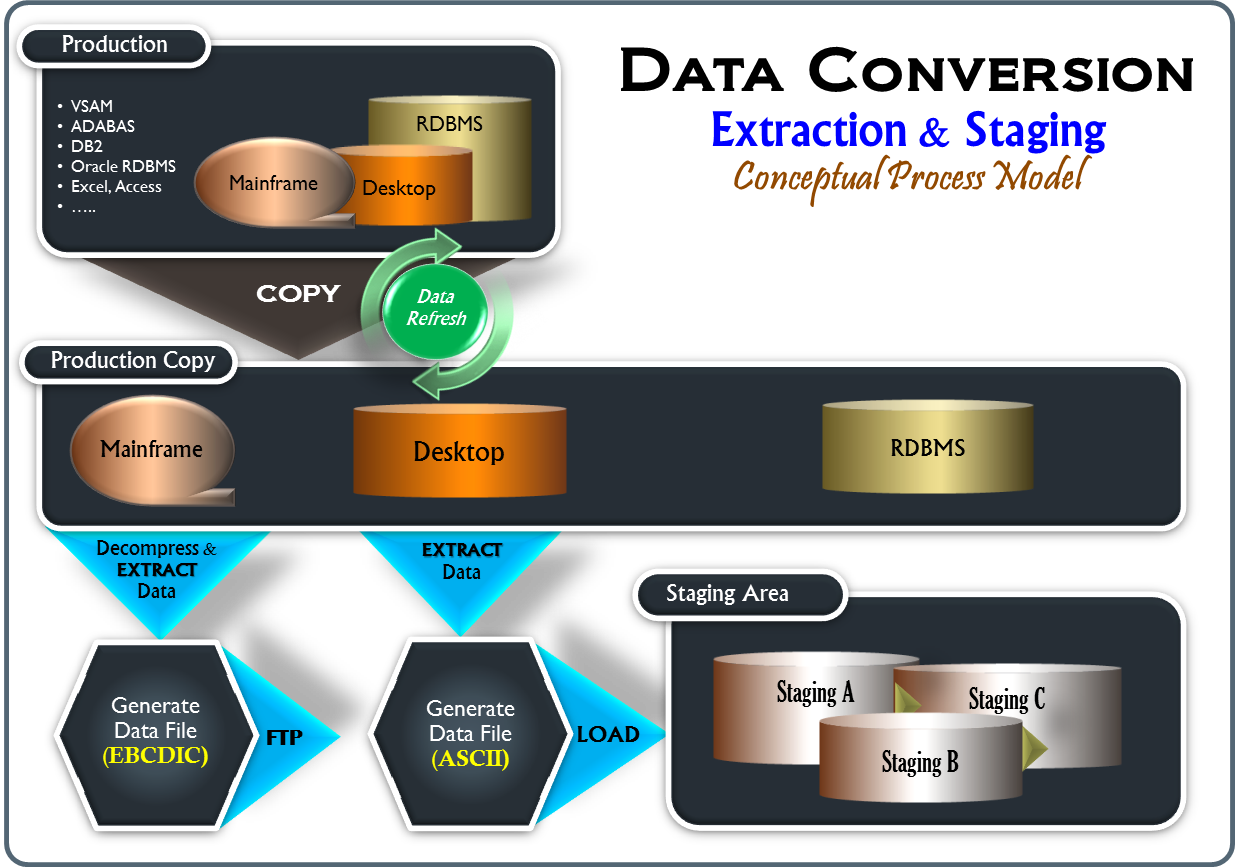 Production
DATA CONVERSION
Extraction & Staging
Conceptual Process Model
• VSAM
• ADABAS
• DB2
• Oracle RDBMS
• Excel, Access
• …..
RDBMS
Mainframe
Desktop
COPY
Data
Refresh
Production Copy
Mainframe
Desktop
RDBMS
Decompress &
EXTRACT
Data
EXTRACT
Data
Staging Area
Generate
Data File
(EBCDIC)
FTP
Generate
Data File
(ASCII)
LOAD
Staging A
Staging C
Staging B